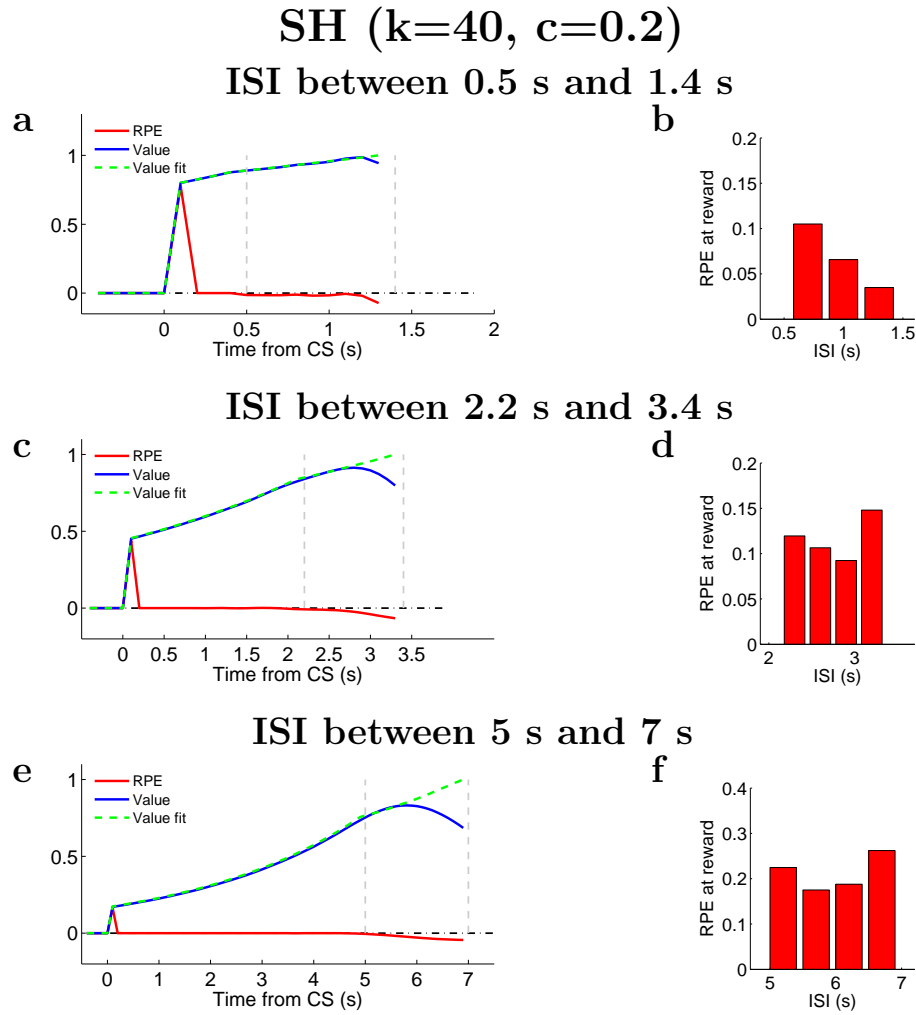 SH (k=40, c=0.2)
ISI between 0.5 s and 1.4 s
a
RPE
Value
Value fit
1
0.5
0
0 0.5 1 1.4 2
Time from CS (s)
b
0.2
0.15
0.1
0.05
0
RPE at reward
0.5 1 1.5
ISI (s)
ISI between 2.2 s and 3.4 s
c
RPE
Value
Value fit
1
0.5
0
0 0.5 1 1.5 2 2.5 3 3.5
Time from CS (s)
d
0.2
0.15
0.1
0.05
0
RPE at reward
2 3
ISI (s)
ISI between 5 s and 7 s
e
RPE
Value
Value fit
1
0.5
0
0 1 2 3 4 5 6 7
Time from CS (s)
f
0.4
0.3
0.2
0.1
0
RPE at reward
5 6 7
ISI (s)